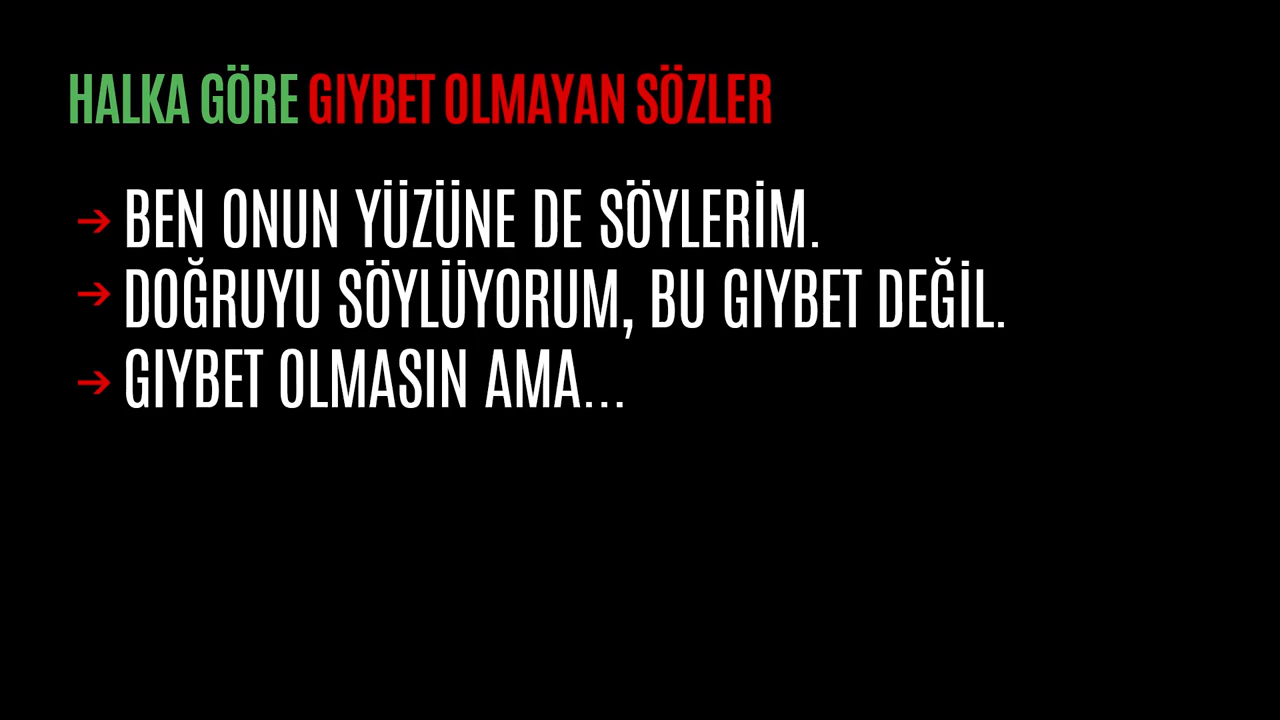 HALKA GÖRE GIYBET OLMAYAN SÖZLER
→ BEN ONUN YÜZÜNE DE SÖYLERİM.
→ DOĞRUYU SÖYLÜYORUM, BU GIYBET DEĞİL.
→ GIYBET OLMASIN AMA...